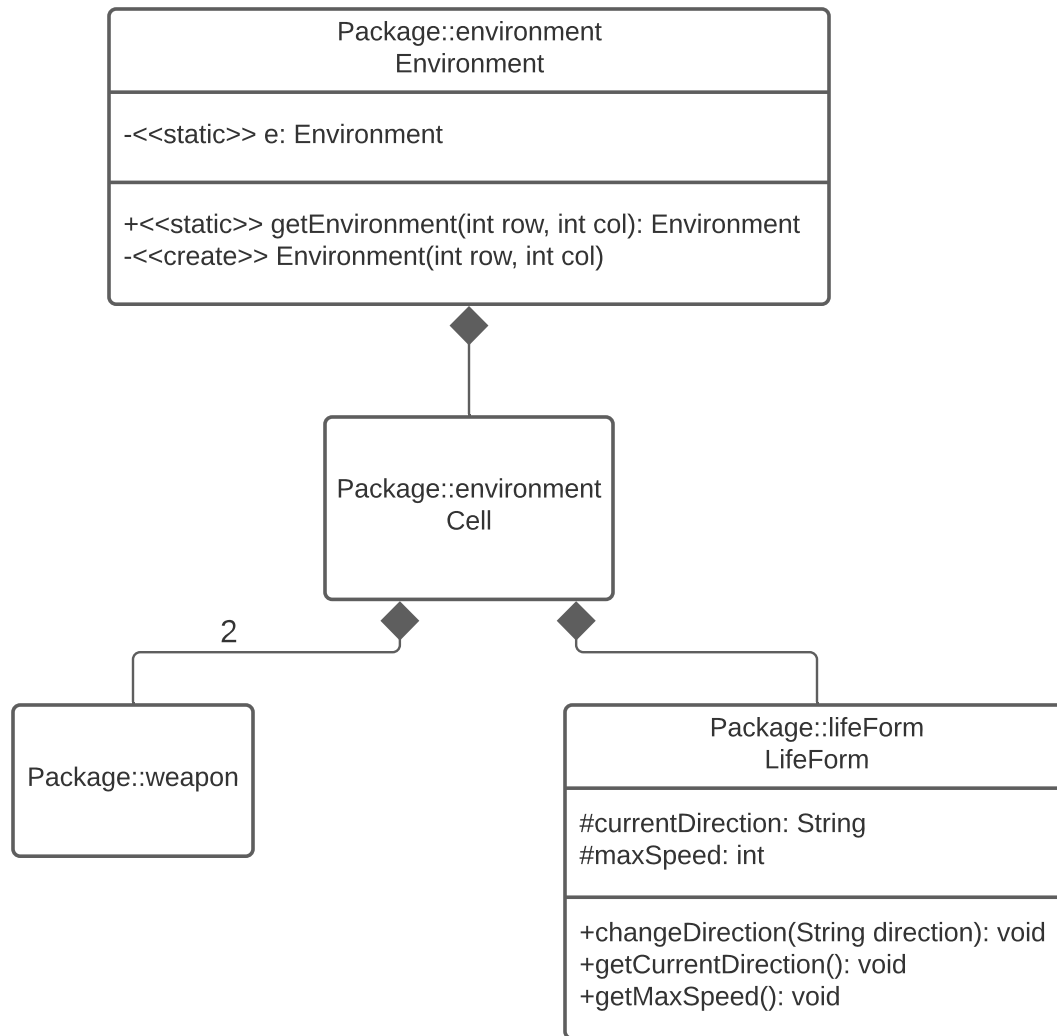 Package::environment
Environment
-<<static>> e: Environment
+<<static>> getEnvironment(int row, int col): Environment
-<<create>> Environment(int row, int col)
Package::environment
Cell
2
Package::weapon
Package::lifeForm
LifeForm
#currentDirection: String
#maxSpeed: int
+changeDirection(String direction): void
+getCurrentDirection(): void
+getMaxSpeed(): void